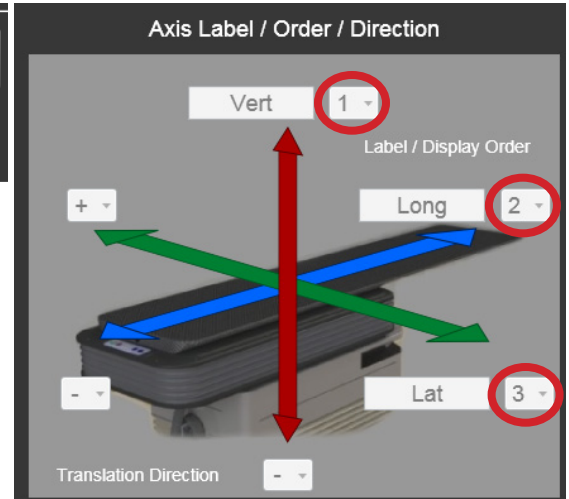 Axis Label / Order / Direction
Vert 1
Label / Display Order
+
Long 2
-
Lat 3
Translation Direction -